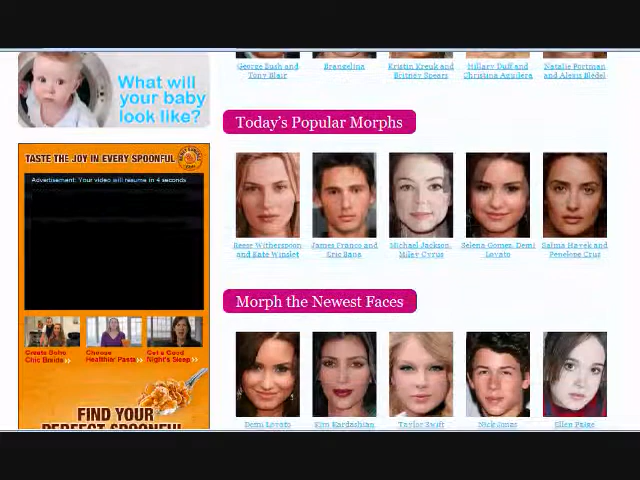 George Bush and
Tony Blair
Brangelina
Kristin Kreuk and
Britney Spears
Hillary Duff and
Christina Aguilera
Natalie Portman
and Alexis Bledel
What will
your baby
look like?
Today's Popular Morphs
TASTE THE JOY IN EVERY SPOONFUL
Advertisement: Your video will resume in 4 seconds
Reese Witherspoon
and Kate Winslet
James Franco and
Eric Bana
Michael Jackson,
Miley Cyrus
Selena Gomez, Demi
Lovato
Salma Hayek and
Penelope Cruz
Morph the Newest Faces
Create Boho
Chic Braids
Choose
Healthier Pasta
Get a Good
Night's Sleep
FIND YOUR
PERFECT SPOONFUL
Demi Lovato
Kim Kardashian
Taylor Swift
Nick Jonas
Ellen Paige